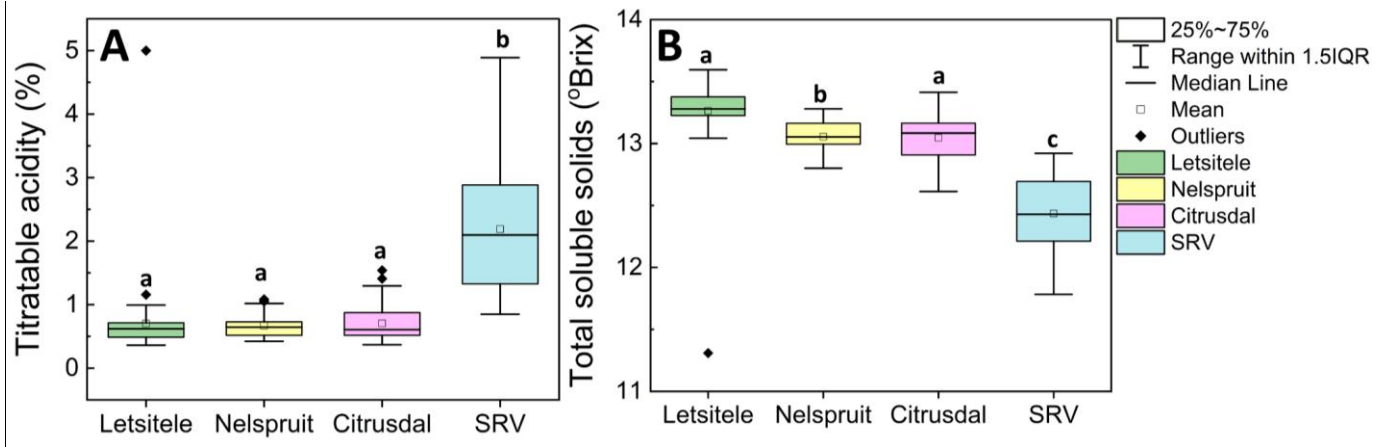 A
Titratable acidity (%)
5
4
3
2
1
0
a
a
a
b
Letsitele
Nelspruit
Citrusdal
SRV
B
Total soluble solids (⁰Brix)
14
13
12
11
a
b
a
c
Letsitele
Nelspruit
Citrusdal
SRV
25%~75%
Range within 1.5IQR
Median Line
Mean
Outliers
Letsitele
Nelspruit
Citrusdal
SRV